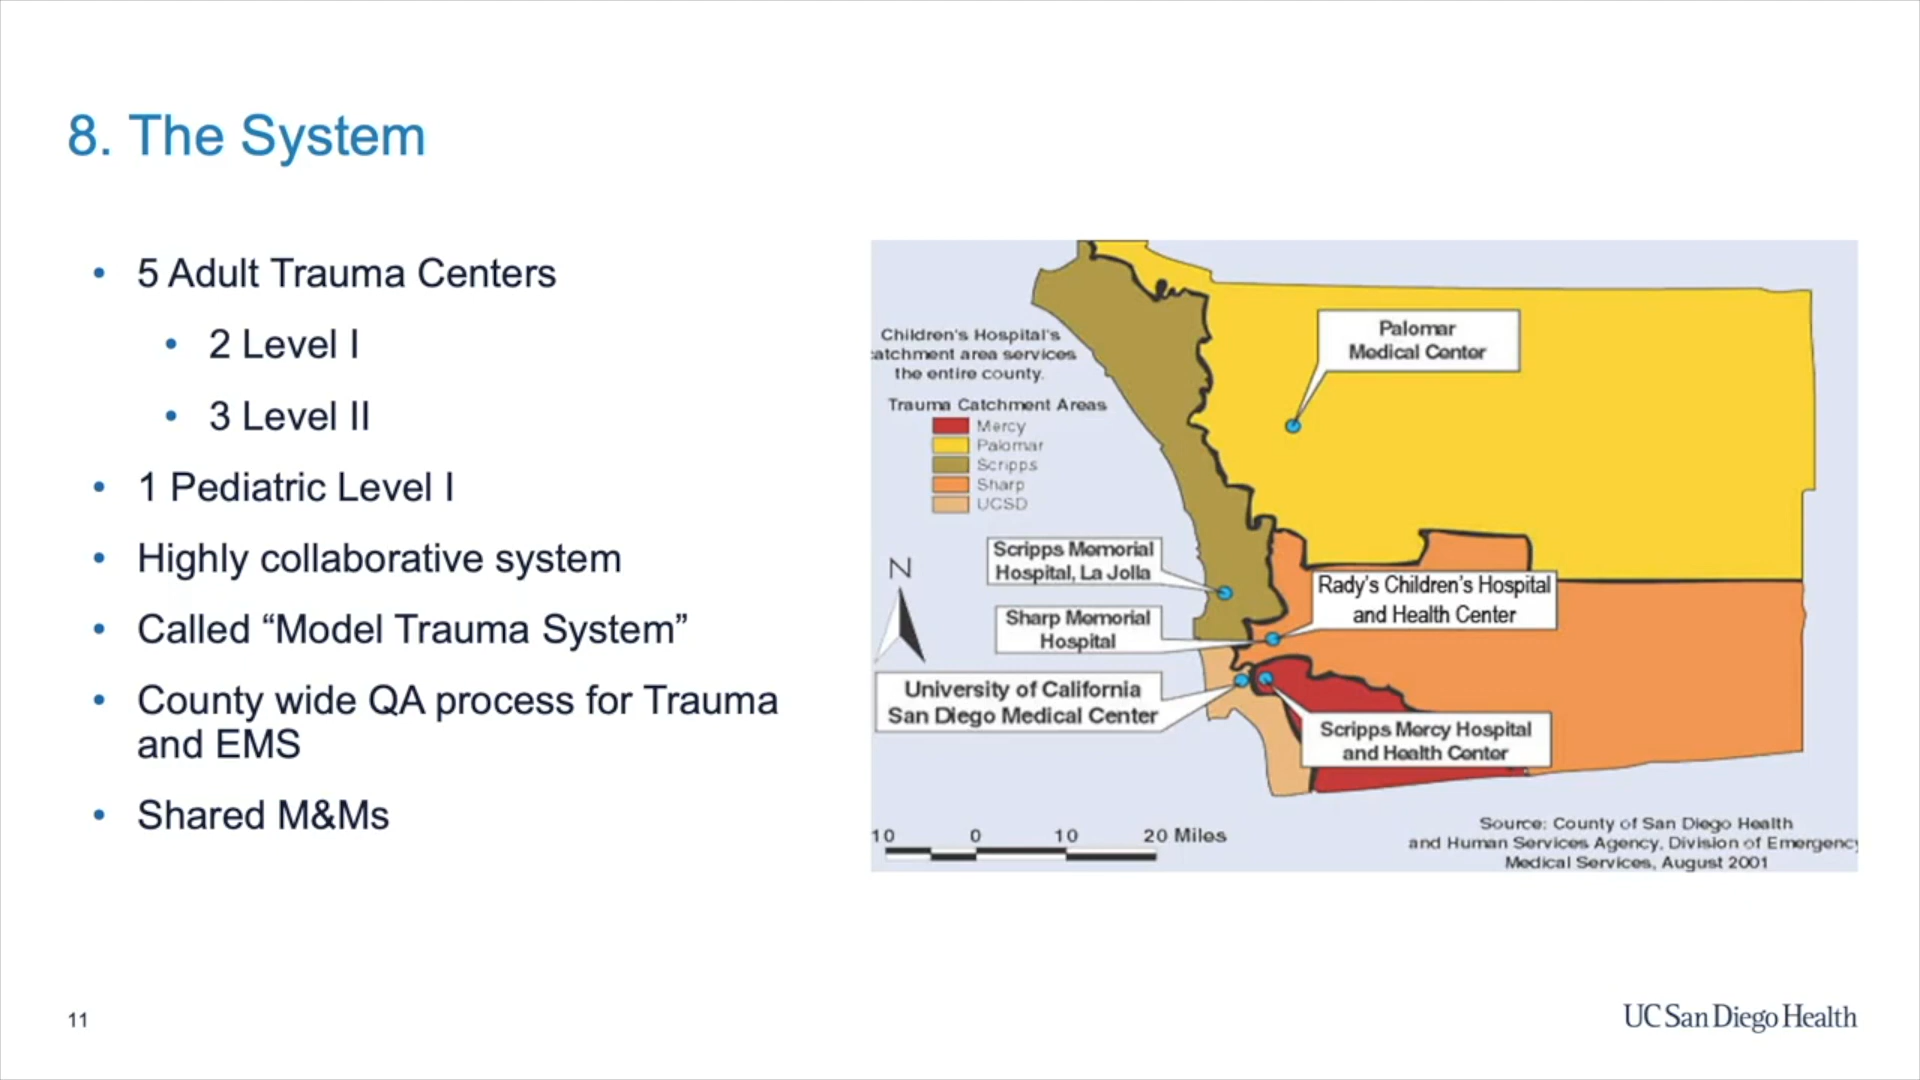 8. The System
• 5 Adult Trauma Centers
• 2 Level I
• 3 Level II
• 1 Pediatric Level I
• Highly collaborative system
• Called “Model Trauma System”
• County wide QA process for Trauma
and EMS
• Shared M&Ms
Children's Hospital's
catchment area services
the entire county.
Trauma Catchment Areas
Mercy
Palomar
Scripps
Sharp
UCSD
Palomar
Medical Center
Scripps Memorial
Hospital, La Jolla
Rady's Children's Hospital
and Health Center
Sharp Memorial
Hospital
University of California
San Diego Medical Center
Scripps Mercy Hospital
and Health Center
N
10 0 10 20 Miles
Source: County of San Diego Health
and Human Services Agency, Division of Emergency
Medical Services, August 2001
11
UC San Diego Health